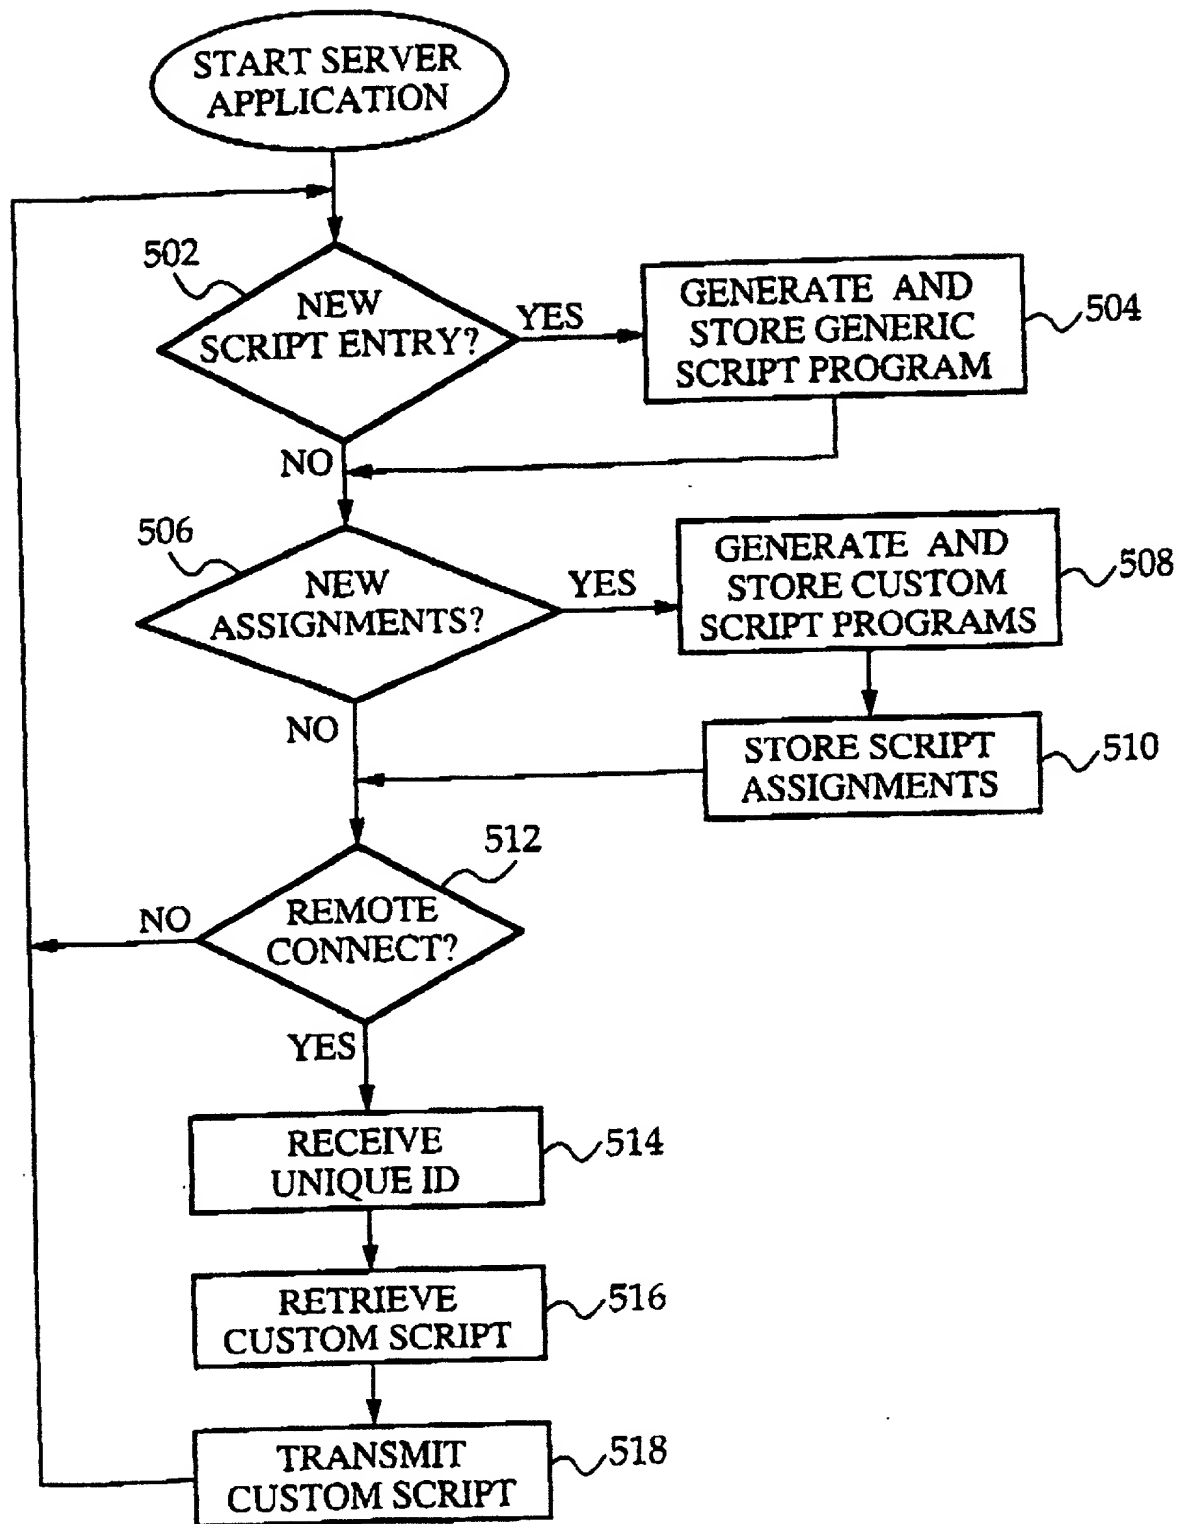 START SERVER
APPLICATION
502
NEW
SCRIPT ENTRY?
YES
GENERATE AND
STORE GENERIC
SCRIPT PROGRAM
504
NO
506
NEW
ASSIGNMENTS?
YES
GENERATE AND
STORE CUSTOM
SCRIPT PROGRAMS
508
NO
STORE SCRIPT
ASSIGNMENTS
510
512
REMOTE
CONNECT?
NO
YES
RECEIVE
UNIQUE ID
514
RETRIEVE
CUSTOM SCRIPT
516
TRANSMIT
CUSTOM SCRIPT
518